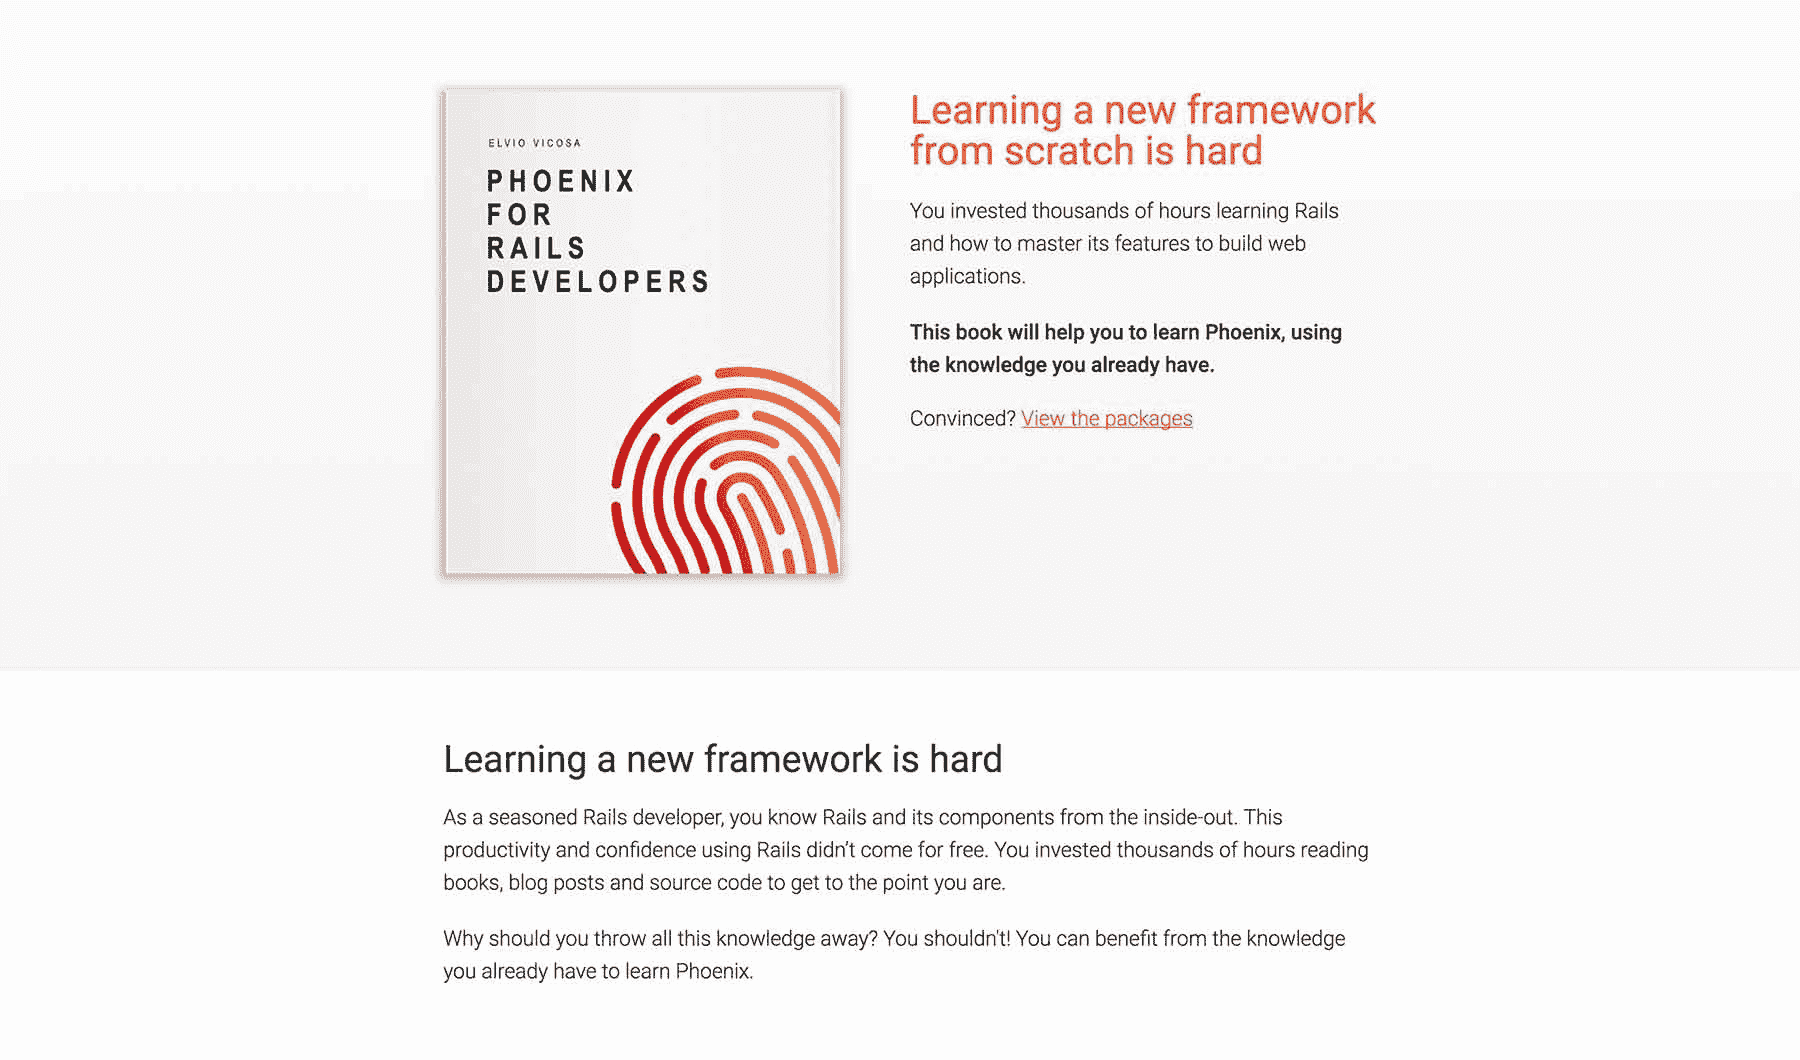 ELVIO VICOSA
PHOENIX
FOR
RAILS
DEVELOPERS
Learning a new framework
from scratch is hard
You invested thousands of hours learning Rails
and how to master its features to build web
applications.
This book will help you to learn Phoenix, using
the knowledge you already have.
Convinced? View the packages
Learning a new framework is hard
As a seasoned Rails developer, you know Rails and its components from the inside-out. This
productivity and confidence using Rails didn’t come for free. You invested thousands of hours reading
books, blog posts and source code to get to the point you are.
Why should you throw all this knowledge away? You shouldn't! You can benefit from the knowledge
you already have to learn Phoenix.